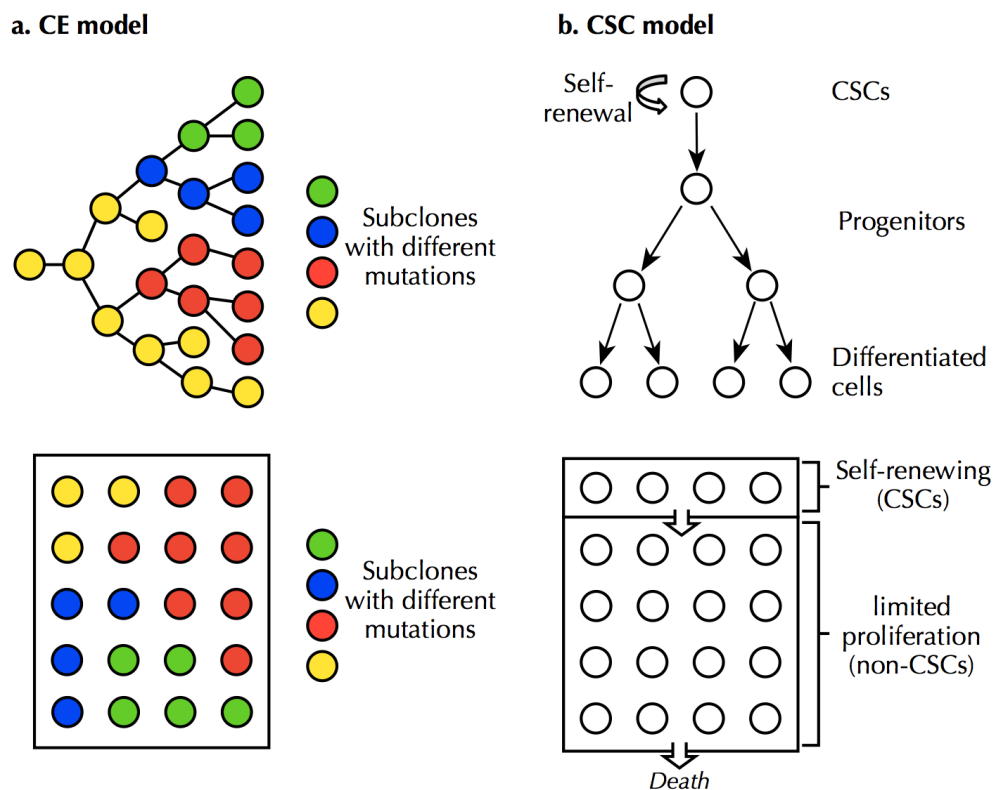 a. CE model
Subclones
with different
mutations
Subclones
with different
mutations
b. CSC model
Self-
renewal
CSCs
Progenitors
Differentiated
cells
Self-renewing
(CSCs)
limited
proliferation
(non-CSCs)
Death